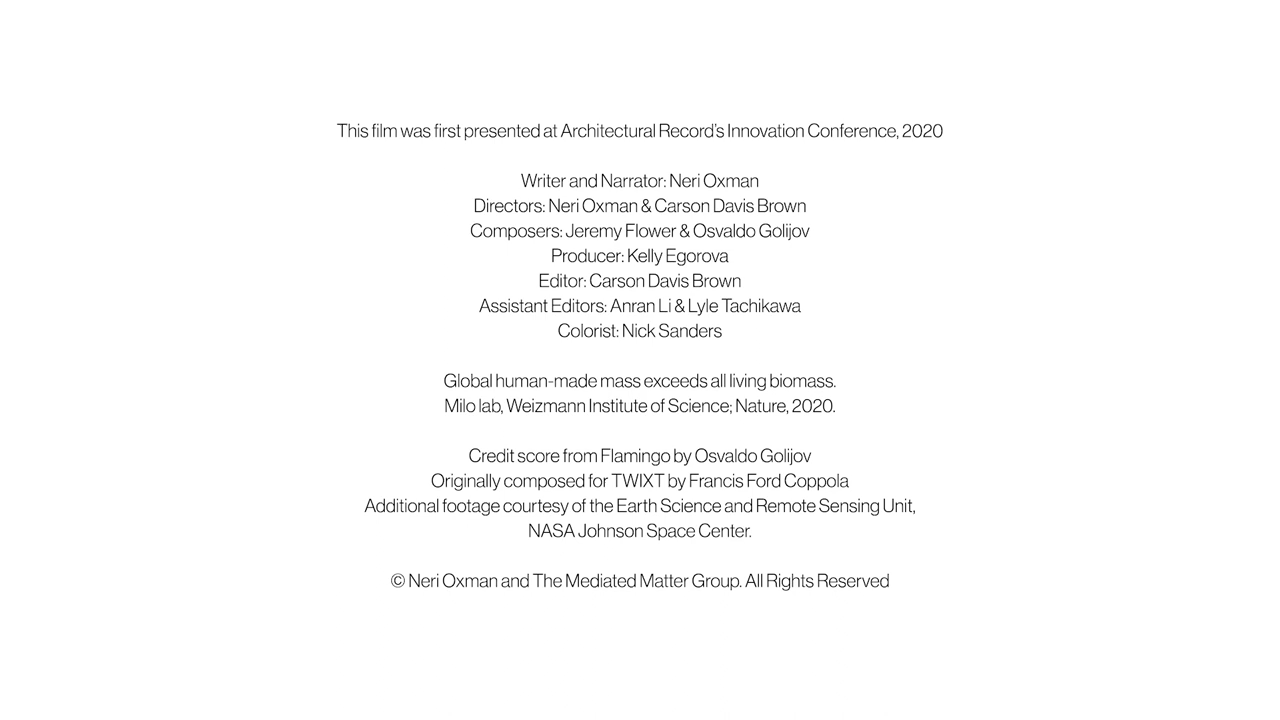 This film was first presented at Architectural Record's Innovation Conference, 2020
Writer and Narrator: Neri Oxman
Directors: Neri Oxman & Carson Davis Brown
Composers: Jeremy Flower & Osvaldo Golijov
Producer: Kelly Egorova
Editor: Carson Davis Brown
Assistant Editors: Anran Li & Lyle Tachikawa
Colorist: Nick Sanders
Global human-made mass exceeds all living biomass.
Milo lab, Weizmann Institute of Science; Nature, 2020.
Credit score from Flamingo by Osvaldo Golijov
Originally composed for TWIXT by Francis Ford Coppola
Additional footage courtesy of the Earth Science and Remote Sensing Unit,
NASA Johnson Space Center.
© Neri Oxman and The Mediated Matter Group. All Rights Reserved